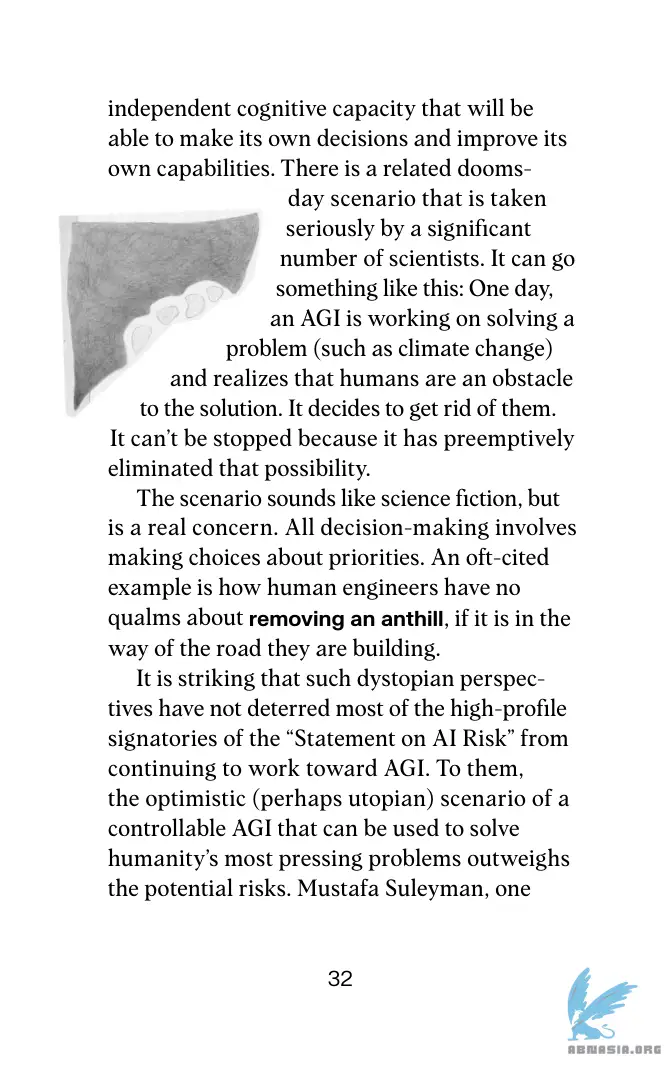 independent cognitive capacity that will be
able to make its own decisions and improve its
own capabilities. There is a related dooms-
day scenario that is taken
seriously by a significant
number of scientists. It can go
something like this: One day,
an AGI is working on solving a
problem (such as climate change)
and realizes that humans are an obstacle
to the solution. It decides to get rid of them.
It can’t be stopped because it has preemptively
eliminated that possibility.
The scenario sounds like science fiction, but
is a real concern. All decision-making involves
making choices about priorities. An oft-cited
example is how human engineers have no
qualms about removing an anthill, if it is in the
way of the road they are building.
It is striking that such dystopian perspec-
tives have not deterred most of the high-profile
signatories of the “Statement on AI Risk” from
continuing to work toward AGI. To them,
the optimistic (perhaps utopian) scenario of a
controllable AGI that can be used to solve
humanity’s most pressing problems outweighs
the potential risks. Mustafa Suleyman, one
32
ABNASIA.ORG